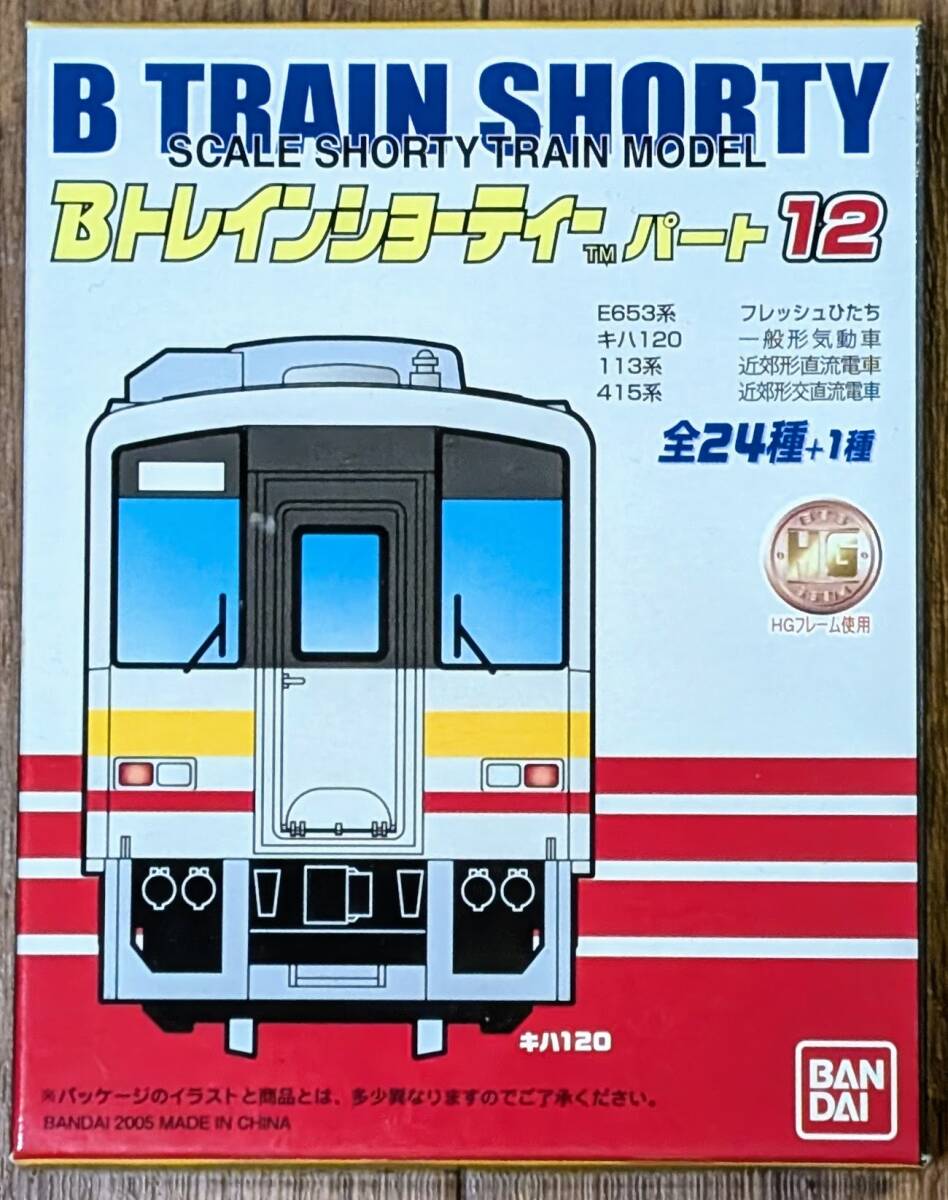 B TRAIN SHORTY
SCALE SHORTY TRAIN MODEL
Bトレインショーティー™ パート12
E653系 フレッシュひたち
キハ120 一般形気動車
113系 近郊形直流電車
415系 近郊形交直流電車
全24種+1種
HG
HGフレーム使用
キハ120
※パッケージのイラストと商品とは、多少異なりますのでご了承ください。
BANDAI 2005 MADE IN CHINA
BAN
DAI